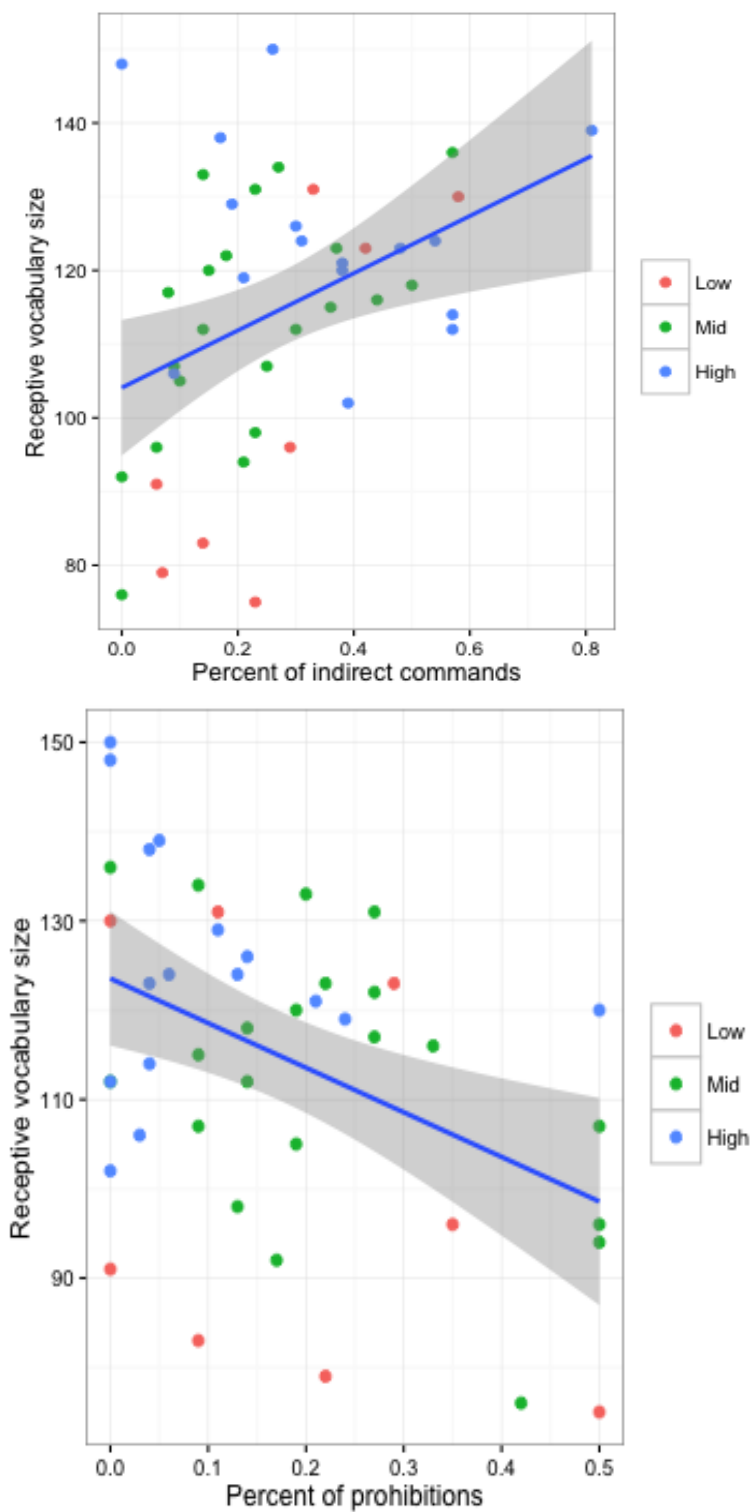 Receptive vocabulary size
140
120
100
80
0.0 0.2 0.4 0.6 0.8
Percent of indirect commands
Low
Mid
High
Receptive vocabulary size
150
130
110
90
0.0 0.1 0.2 0.3 0.4 0.5
Percent of prohibitions
Low
Mid
High